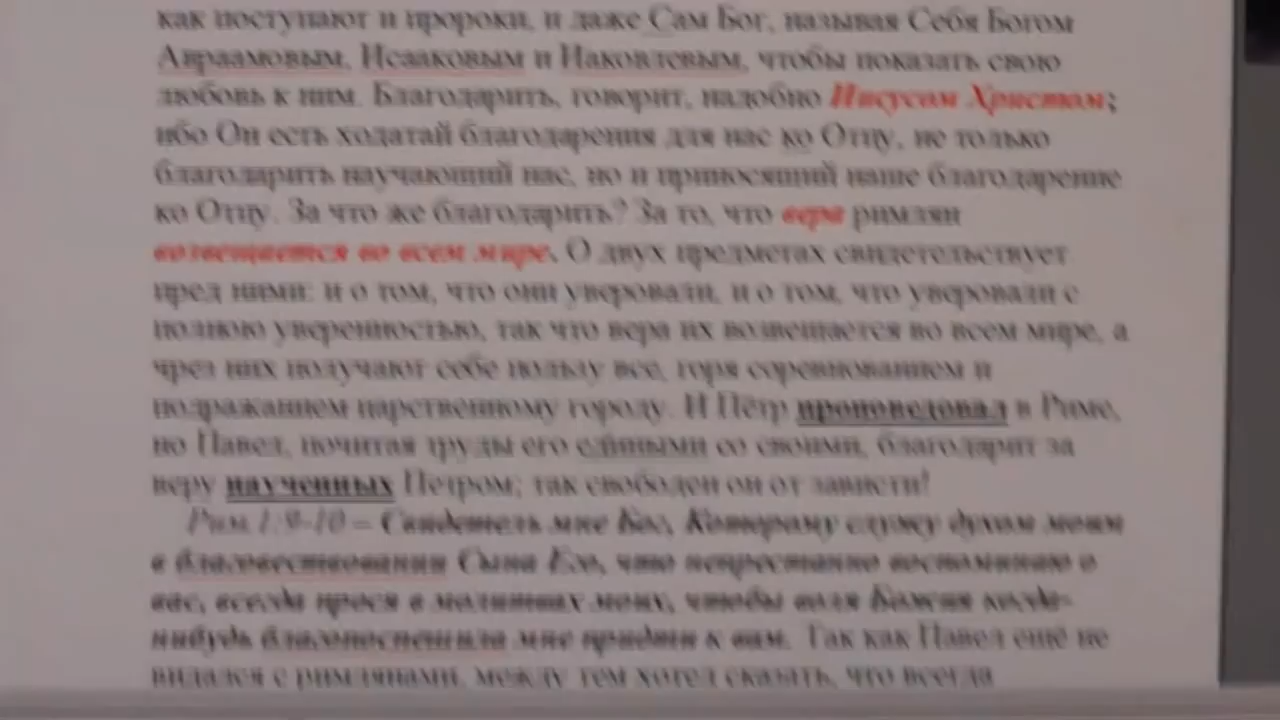 как поступают и пророки, и даже Сам Бог, называя Себя Богом
Авраамовым, Исааковым и Иаковлевым, чтобы показать свою
любовь к ним. Благодарить, говорит, надобно Иисусом Христом;
ибо Он есть ходатай благодарения для нас ко Отцу, не только
благодарить научающий нас, но и приносящий наше благодарение
ко Отцу. За что же благодарить? За то, что вера римлян
возвещается во всем мире. О двух предметах свидетельствует
пред ними: и о том, что они уверовали, и о том, что уверовали с
полною уверенностью, так что вера их возвещается во всем мире, а
чрез них получают себе пользу все, горя соревнованием и
подражанием царственному городу. И Пётр проповедовал в Риме,
но Павел, почитая труды его едиными со своими, благодарит за
веру наученных Петром; так свободен он от зависти!
Рим.1:9-10 – Свидетель мне Бог, Которому служу духом моим
в благовествовании Сына Его, что непрестанно воспоминаю о
вас, всегда прося в молитвах моих, чтобы воля Божия когда-
нибудь благопоспешила мне придти к вам. Так как Павел ещё не
видался с римлянами, между тем хотел сказать, что всегда